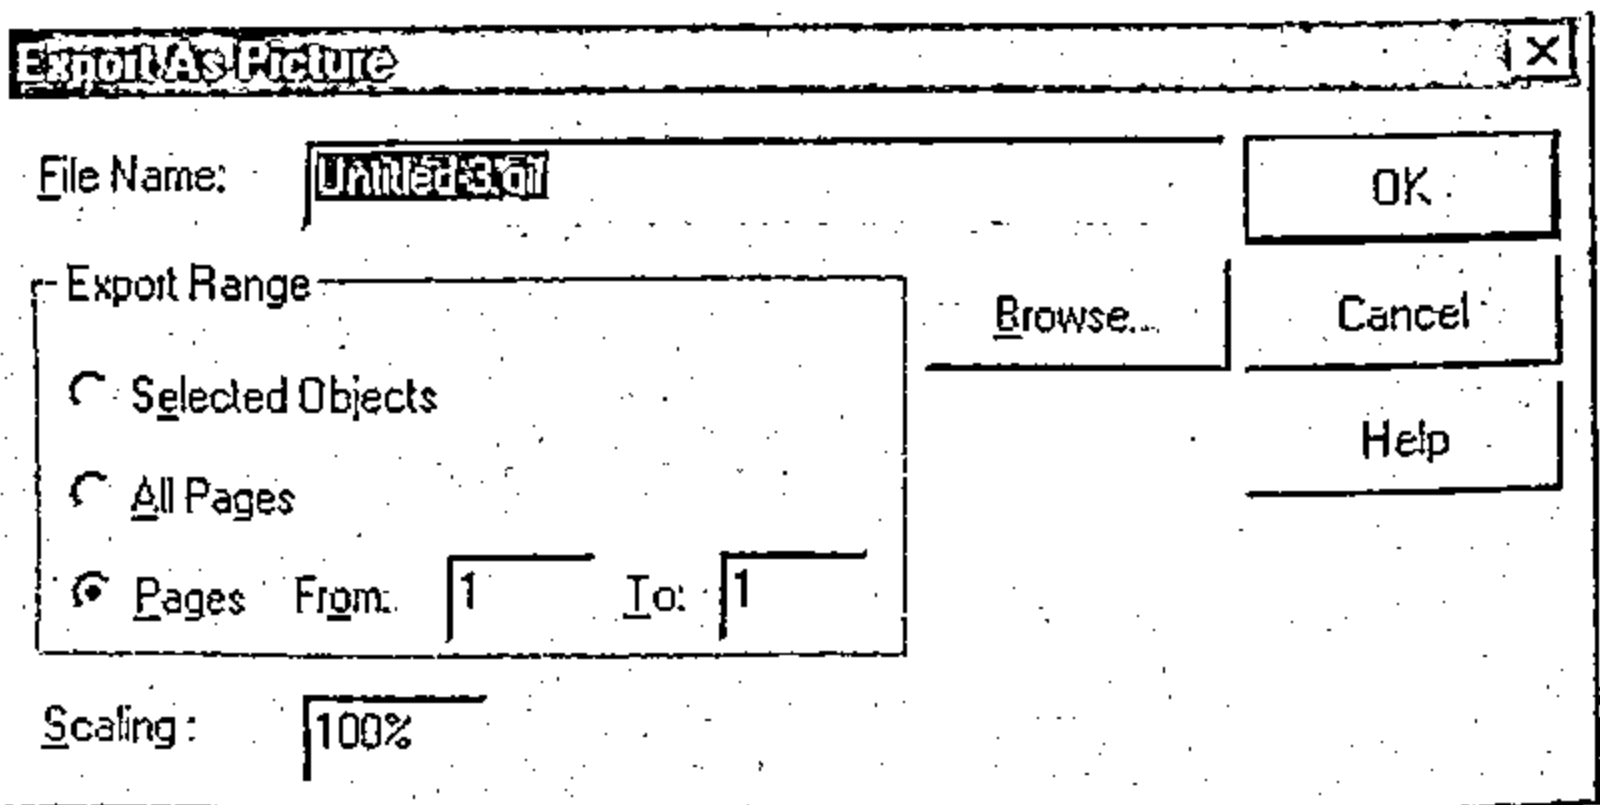 Export As Picture
File Name: Untitled-3.gif OK
Export Range
Browse... Cancel
Selected Objects
Help
All Pages
Pages From: 1 To: 1
Scaling: 100%